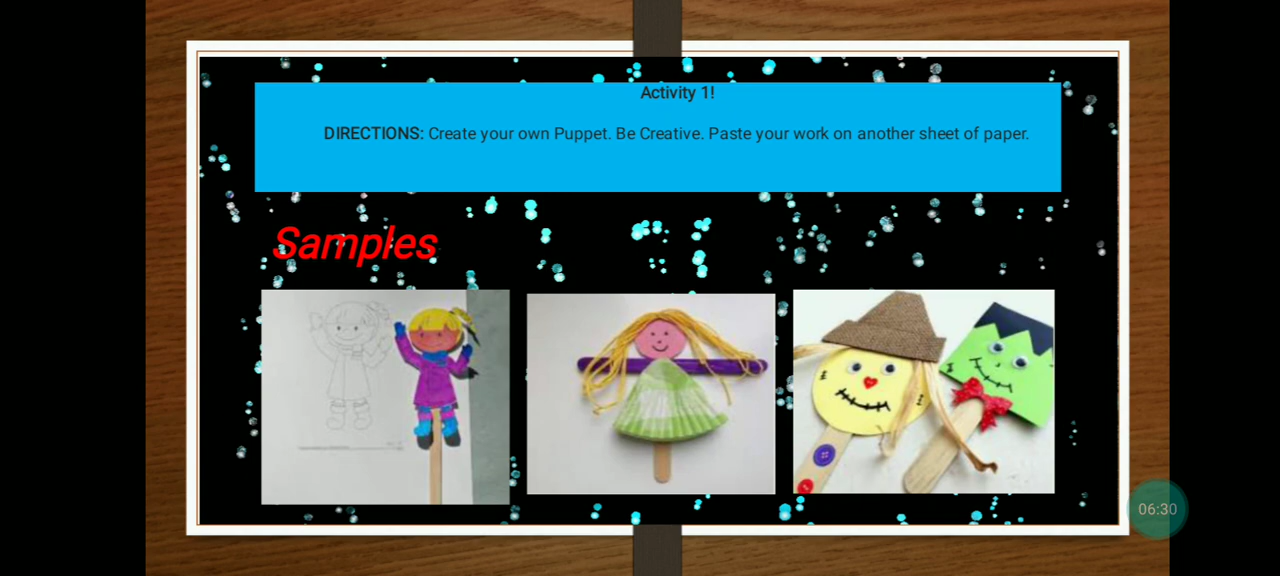 Activity 1!
DIRECTIONS: Create your own Puppet. Be Creative. Paste your work on another sheet of paper.
Samples
06:30